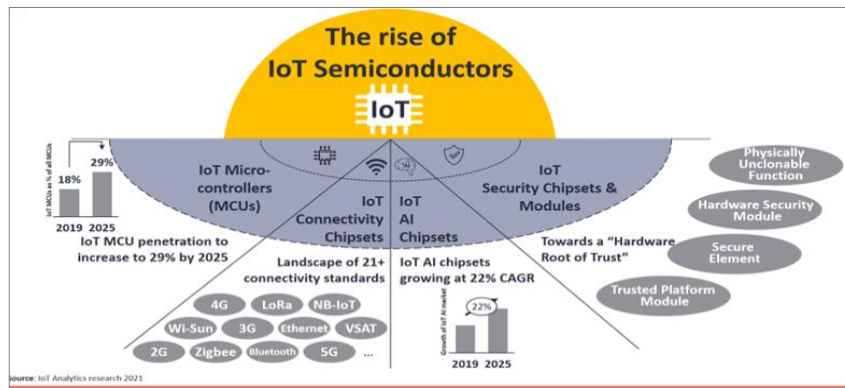 The rise of
IoT Semiconductors
IoT
IoT MCUs as % of all MCUs
18%
29%
2019 2025
IoT MCU penetration to
increase to 29% by 2025
IoT Micro-
controllers
(MCUs)
IoT
Connectivity
Chipsets
IoT
AI
Chipsets
IoT
Security Chipsets &
Modules
Landscape of 21+
connectivity standards
4G LoRa NB-IoT
Wi-Sun 3G Ethernet VSAT
2G Zigbee Bluetooth 5G ...
IoT AI chipsets
growing at 22% CAGR
Growth of IoT AI market
22%
2019 2025
Towards a “Hardware
Root of Trust”
Physically
Unclonable
Function
Hardware Security
Module
Secure
Element
Trusted Platform
Module
Source: IoT Analytics research 2021